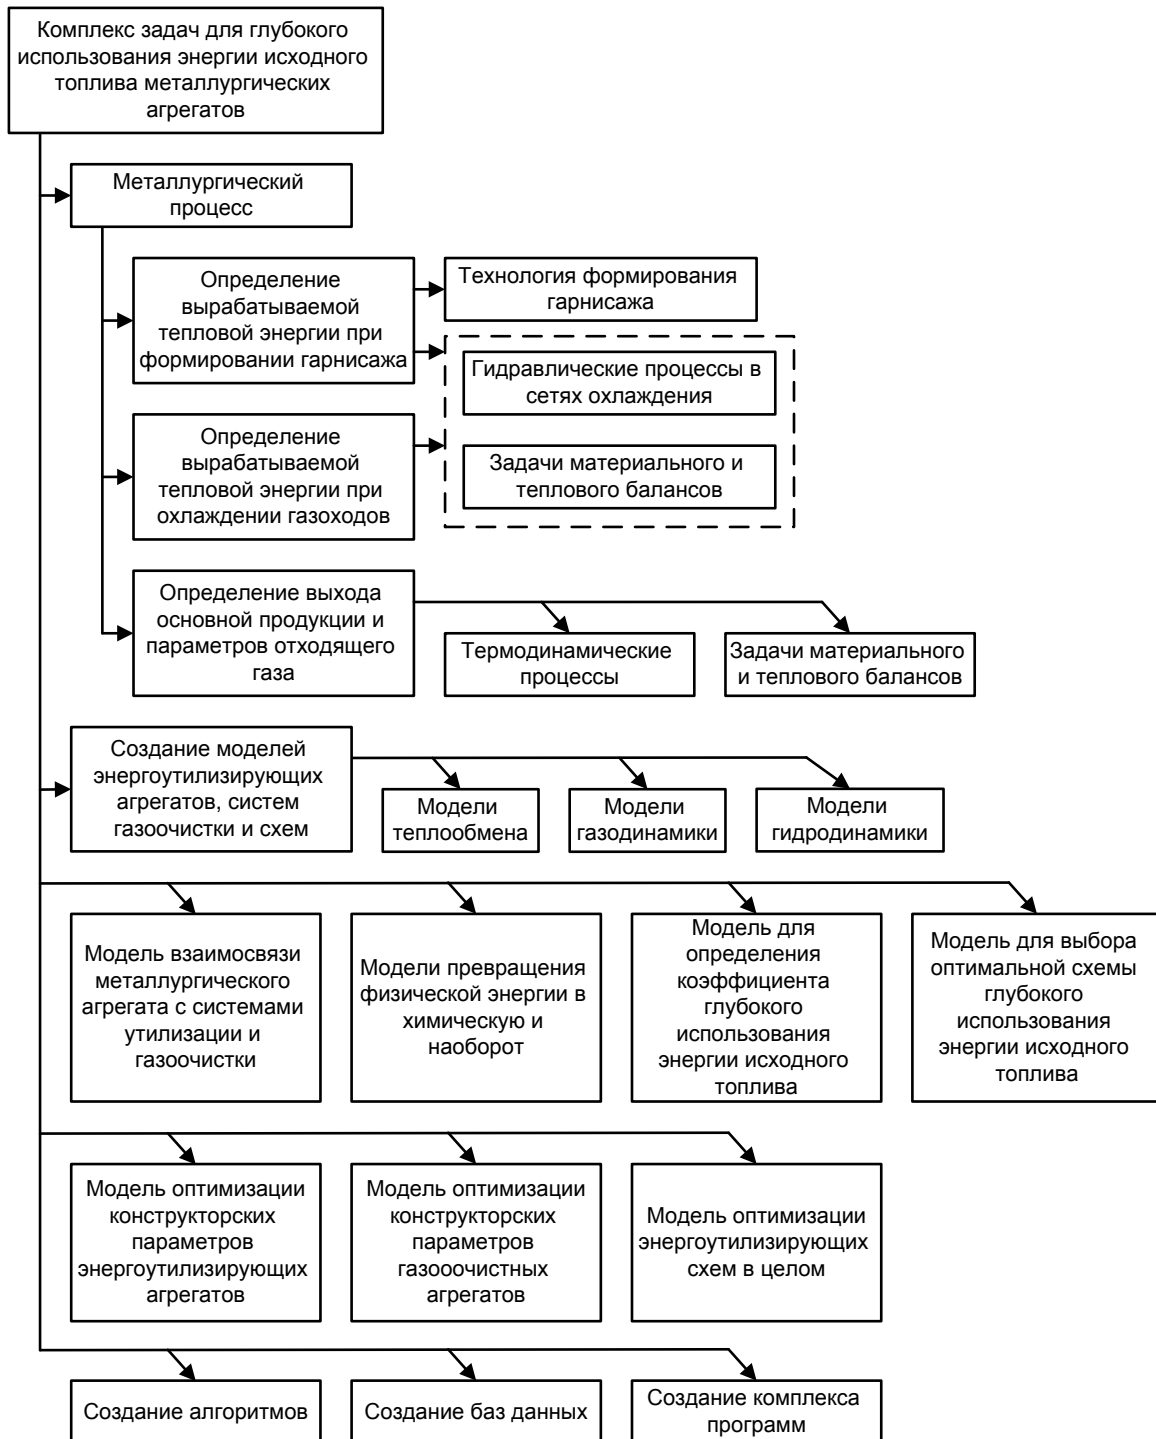 Комплекс задач для глубокого
использования энергии исходного
топлива металлургических
агрегатов
Металлургический
процесс
Определение
вырабатываемой
тепловой энергии при
формировании гарнисажа
Технология формирования
гарнисажа
Гидравлические процессы в
сетях охлаждения
Определение
вырабатываемой
тепловой энергии при
охлаждении газоходов
Задачи материального и
теплового балансов
Определение выхода
основной продукции и
параметров отходящего
газа
Термодинамические
процессы
Задачи материального
и теплового балансов
Создание моделей
энергоутилизирующих
агрегатов, систем
газоочистки и схем
Модели
теплообмена
Модели
газодинамики
Модели
гидродинамики
Модель взаимосвязи
металлургического
агрегата с системами
утилизации и
газоочистки
Модели превращения
физической энергии в
химическую и
наоборот
Модель для
определения
коэффициента
глубокого
использования
энергии исходного
топлива
Модель для выбора
оптимальной схемы
глубокого
использования
энергии исходного
топлива
Модель оптимизации
конструкторских
параметров
энергоутилизирующих
агрегатов
Модель оптимизации
конструкторских
параметров
газооочистных
агрегатов
Модель оптимизации
энергоутилизирующих
схем в целом
Создание алгоритмов
Создание баз данных
Создание комплекса
программ